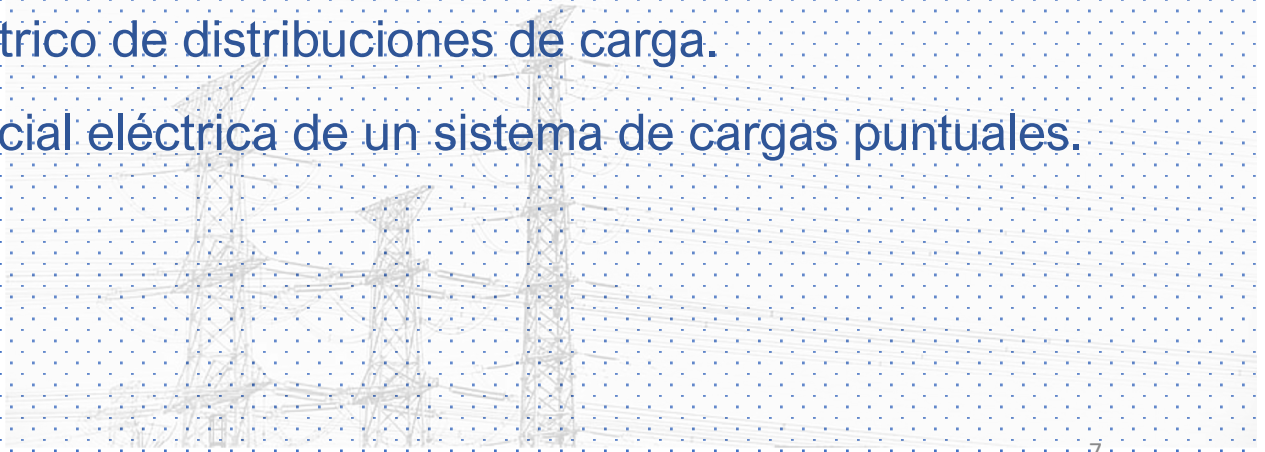 trico de distribuciones de carga.
cial eléctrica de un sistema de cargas puntuales.
7